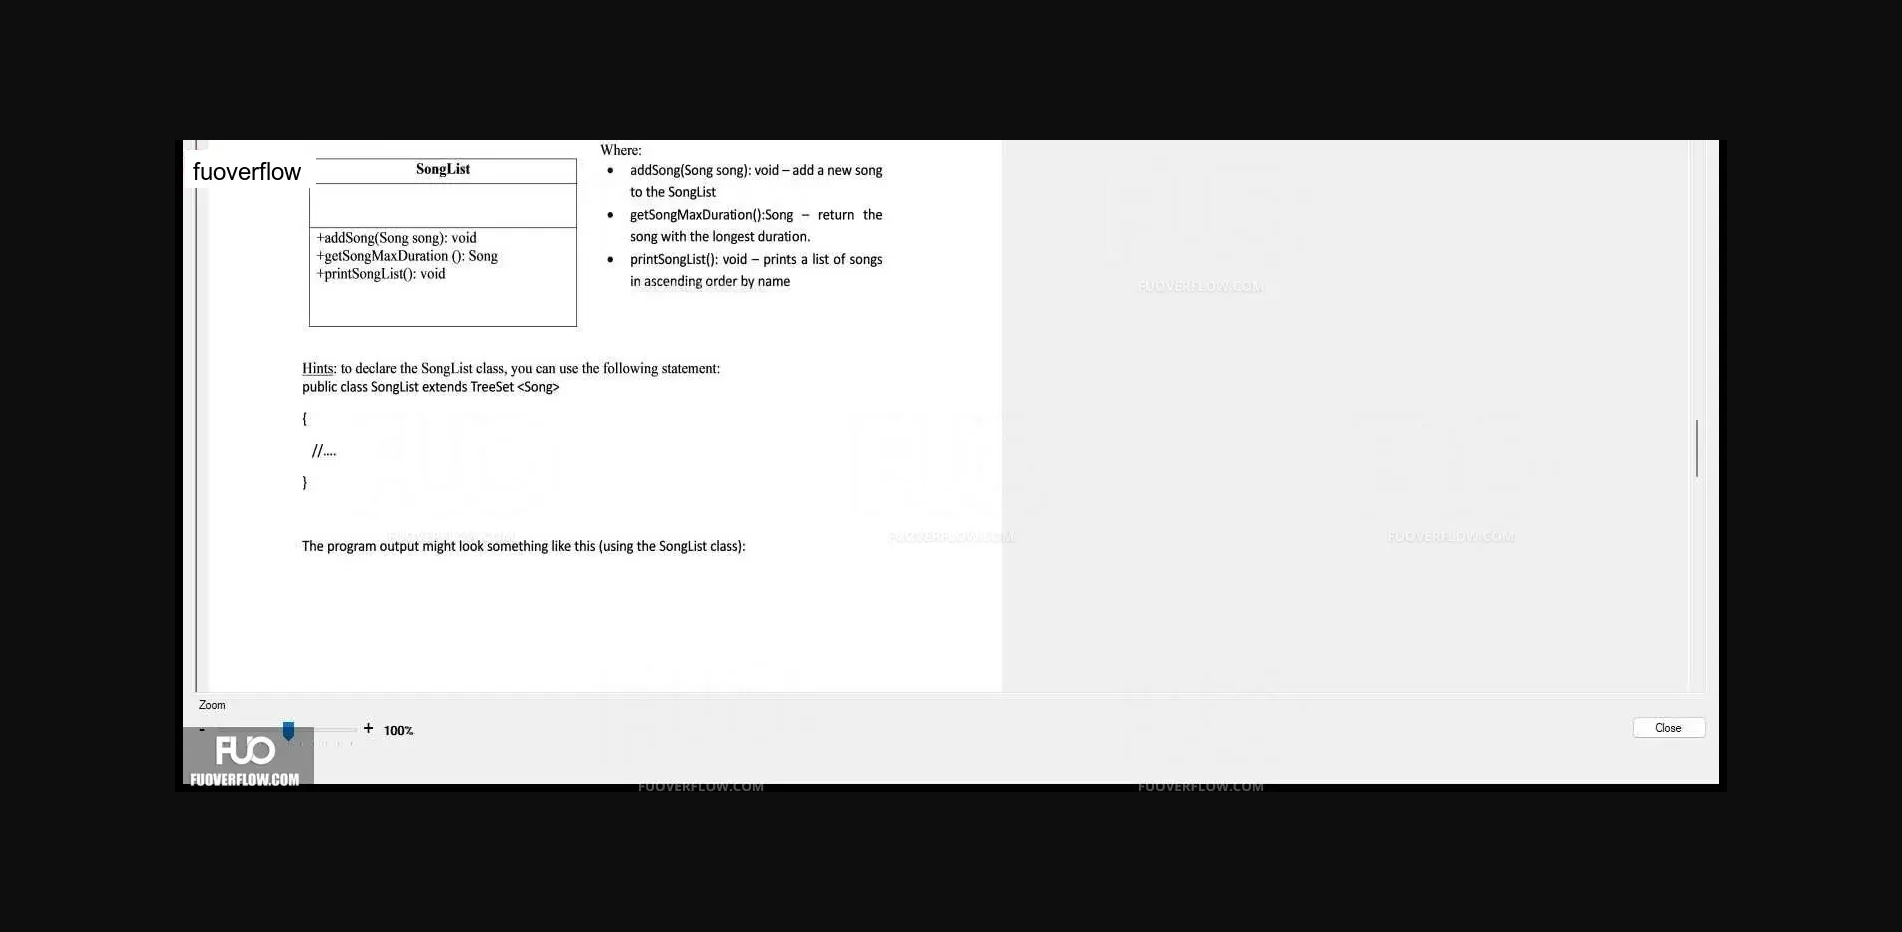 fuoverflow
SongList
+addSong(Song song): void
+getSongMaxDuration (): Song
+printSongList(): void
Where:
• addSong(Song song): void – add a new song
to the SongList
• getSongMaxDuration():Song – return the
song with the longest duration.
• printSongList(): void – prints a list of songs
in ascending order by name
Hints: to declare the SongList class, you can use the following statement:
public class SongList extends TreeSet <Song>
{
//....
}
The program output might look something like this (using the SongList class):
Zoom
- + 100%
Close
FUO
FUOVERFLOW.COM
FUOVERFLOW.COM
FUOVERFLOW.COM
FUOVERFLOW.COM
FUOVERFLOW.COM
FUOVERFLOW.COM
FUOVERFLOW.COM